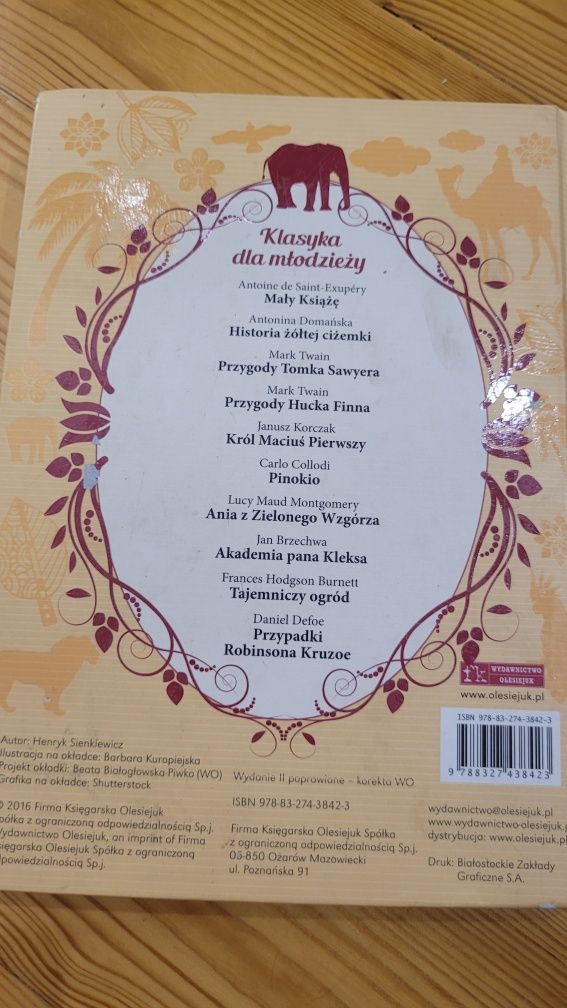 Klasyka
dla młodzieży
Antoine de Saint-Exupéry
Mały Książę
Antonina Domańska
Historia żółtej ciżemki
Mark Twain
Przygody Tomka Sawyera
Mark Twain
Przygody Hucka Finna
Janusz Korczak
Król Maciuś Pierwszy
Carlo Collodi
Pinokio
Lucy Maud Montgomery
Ania z Zielonego Wzgórza
Jan Brzechwa
Akademia pana Kleksa
Frances Hodgson Burnett
Tajemniczy ogród
Daniel Defoe
Przypadki
Robinsona Kruzoe
WYDAWNICTWO
OLESIEJUK
www.olesiejuk.pl
ISBN 978-83-274-3842-3
9 788327 438423
Autor: Henryk Sienkiewicz
Ilustracja na okładce: Barbara Kuropiejska
Projekt okładki: Beata Białogłowska-Piwko (WO)
Grafika na okładce: Shutterstock
© 2016 Firma Księgarska Olesiejuk
Spółka z ograniczoną odpowiedzialnością Sp.j.
Wydawnictwo Olesiejuk, an imprint of Firma
Księgarska Olesiejuk Spółka z ograniczoną
odpowiedzialnością Sp.j.
Wydanie II poprawione – korekta WO
ISBN 978-83-274-3842-3
Firma Księgarska Olesiejuk Spółka
z ograniczoną odpowiedzialnością Sp.j.
05-850 Ożarów Mazowiecki
ul. Poznańska 91
wydawnictwo@olesiejuk.pl
www.wydawnictwo-olesiejuk.p
dystrybucja: www.olesiejuk.pl
Druk: Białostockie Zakłady
Graficzne S.A.